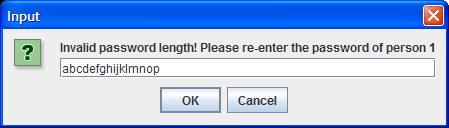 Input
Invalid password length! Please re-enter the password of person 1
abcdefghijklmnop
OK Cancel